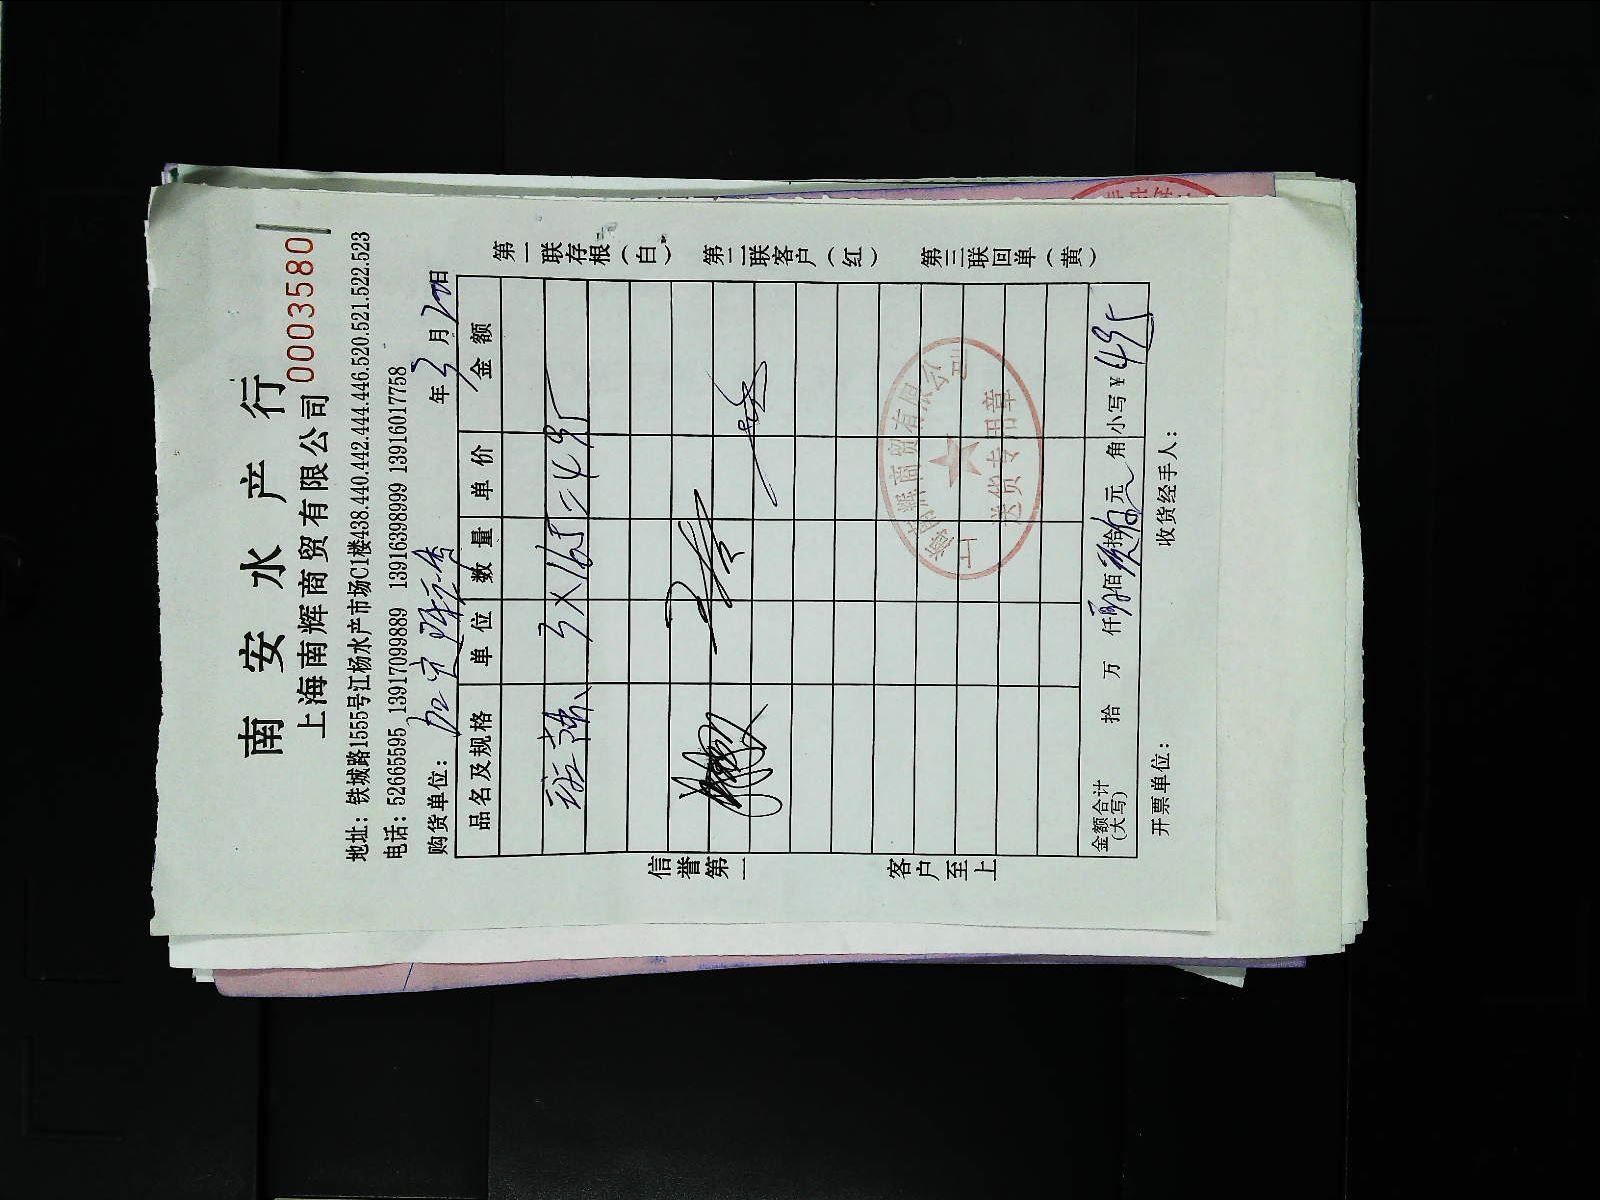 南安水产行
上海南辉商贸有限公司
0003580
地址：铁城路1555号江杨水产市场C1楼438.440.442.444.446.520.521.522.523
电话：52665595 13917099889 13916398999 13916017758
购货单位： 年 3 月 日
品名及规格 单位 数量 单价 金额
3×165=495
金额合计(大写) 拾 万 仟 佰 拾 元 角 小写¥ 495
开票单位： 收货经手人：
信誉第一 客户至上
第一联存根（白） 第二联客户（红） 第三联回单（黄）
上海南辉商贸有限公司
送货专用章